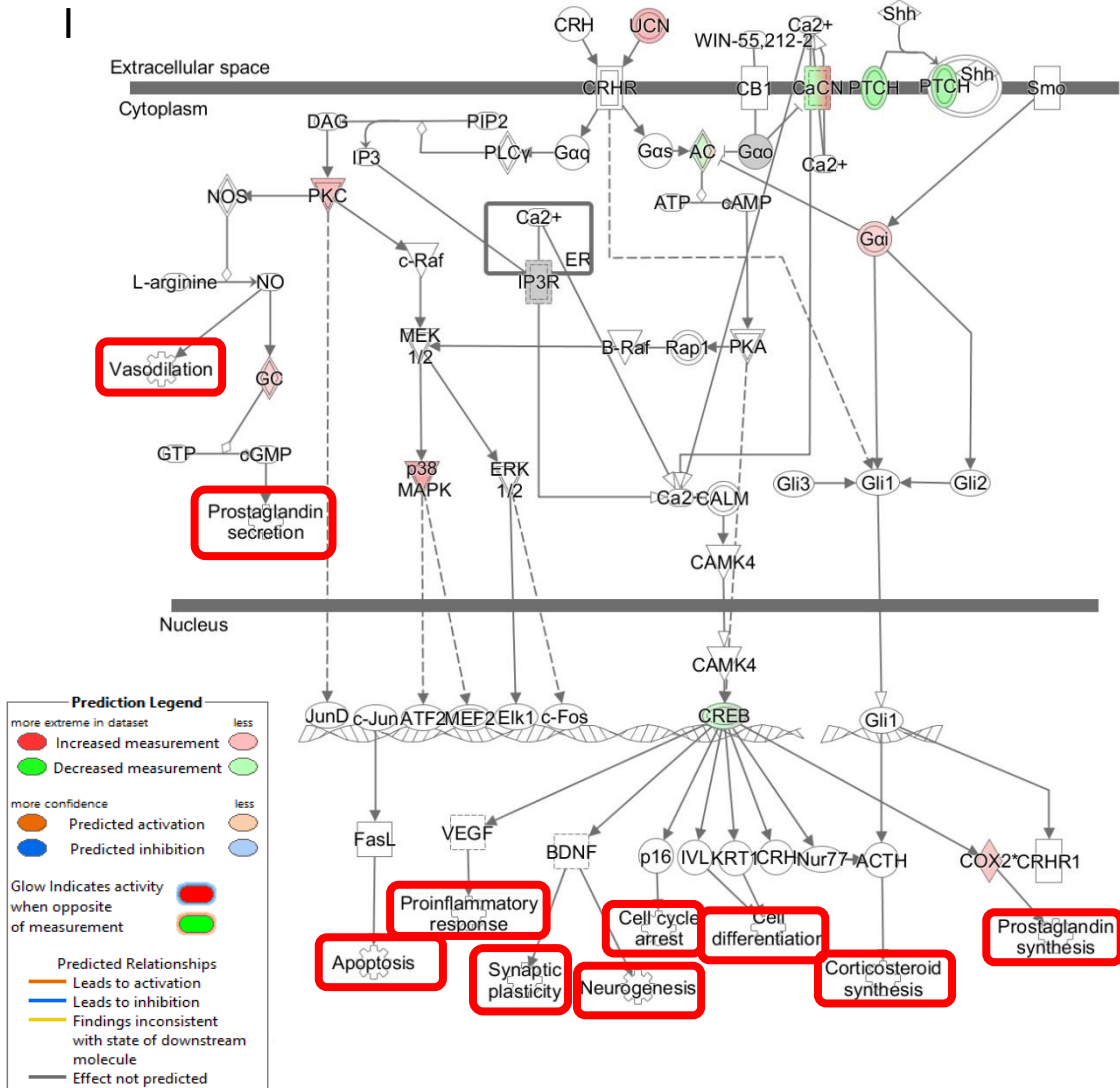 I
CRH
UCN
WIN-55,212-2
Ca2+
Shh
Extracellular space
CRHR
CB1
CaCN
PTCH
PTCH
Shh
Smo
Cytoplasm
DAG
PIP2
IP3
PLCγ
Gαq
Gαs
AC
Gαo
Ca2+
NOS
PKC
ATP
cAMP
Ca2+
Gαi
c-Raf
ER
L-arginine
NO
IP3R
MEK
1/2
B-Raf
Rap1
PKA
Vasodilation
GC
GTP
cGMP
p38
MAPK
ERK
1/2
Ca2+
CALM
Gli3
Gli1
Gli2
Prostaglandin
secretion
CAMK4
Nucleus
CAMK4
JunD
c-Jun
ATF2
MEF2
Elk1
c-Fos
CREB
Gli1
FasL
VEGF
BDNF
p16
IVL
KRT1
CRH
Nur77
ACTH
COX2*
CRHR1
Proinflammatory
response
Cell cycle
arrest
Cell
differentiation
Prostaglandin
synthesis
Apoptosis
Synaptic
plasticity
Neurogenesis
Corticosteroid
synthesis
Prediction Legend
more extreme in dataset less
Increased measurement
Decreased measurement
more confidence less
Predicted activation
Predicted inhibition
Glow Indicates activity
when opposite
of measurement
Predicted Relationships
Leads to activation
Leads to inhibition
Findings inconsistent
with state of downstream
molecule
Effect not predicted